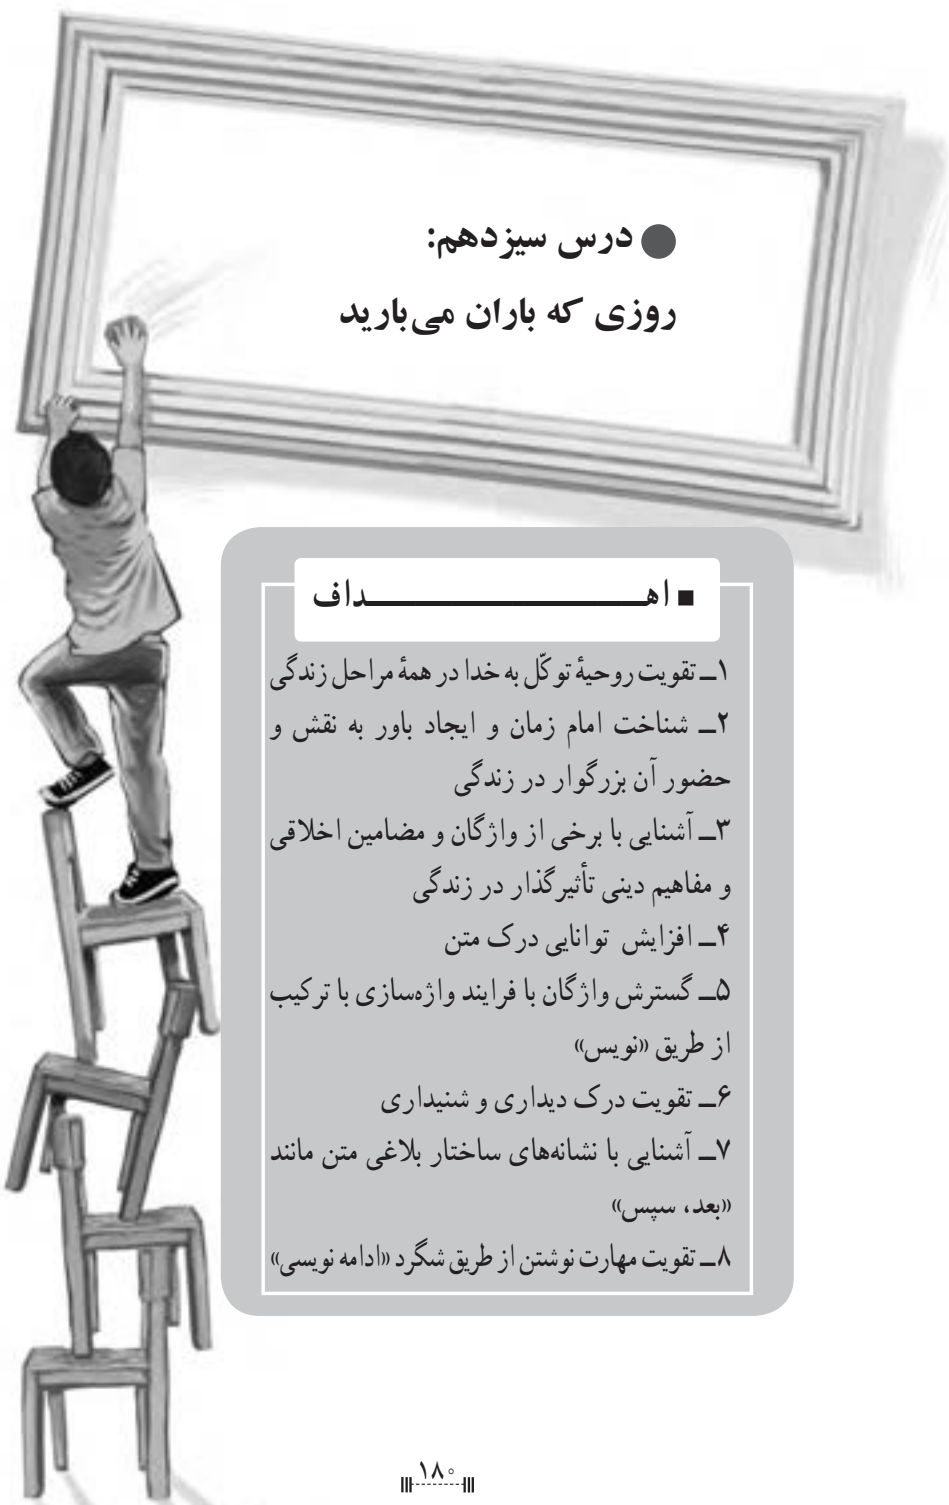 ● درس سیزدهم:
روزی که باران می‌بارید
■ اهـــــــــــداف
۱ــ تقویت روحیهٔ توکّل به خدا در همهٔ مراحل زندگی
۲ــ شناخت امام زمان و ایجاد باور به نقش و
حضور آن بزرگوار در زندگی
۳ــ آشنایی با برخی از واژگان و مضامین اخلاقی
و مفاهیم دینی تأثیرگذار در زندگی
۴ــ افزایش توانایی درک متن
۵ــ گسترش واژگان با فرایند واژه‌سازی با ترکیب
از طریق «نویس»
۶ــ تقویت درک دیداری و شنیداری
۷ــ آشنایی با نشانه‌های ساختار بلاغی متن مانند
«بعد، سپس»
۸ــ تقویت مهارت نوشتن از طریق شگرد «ادامه نویسی»
۱۸۰